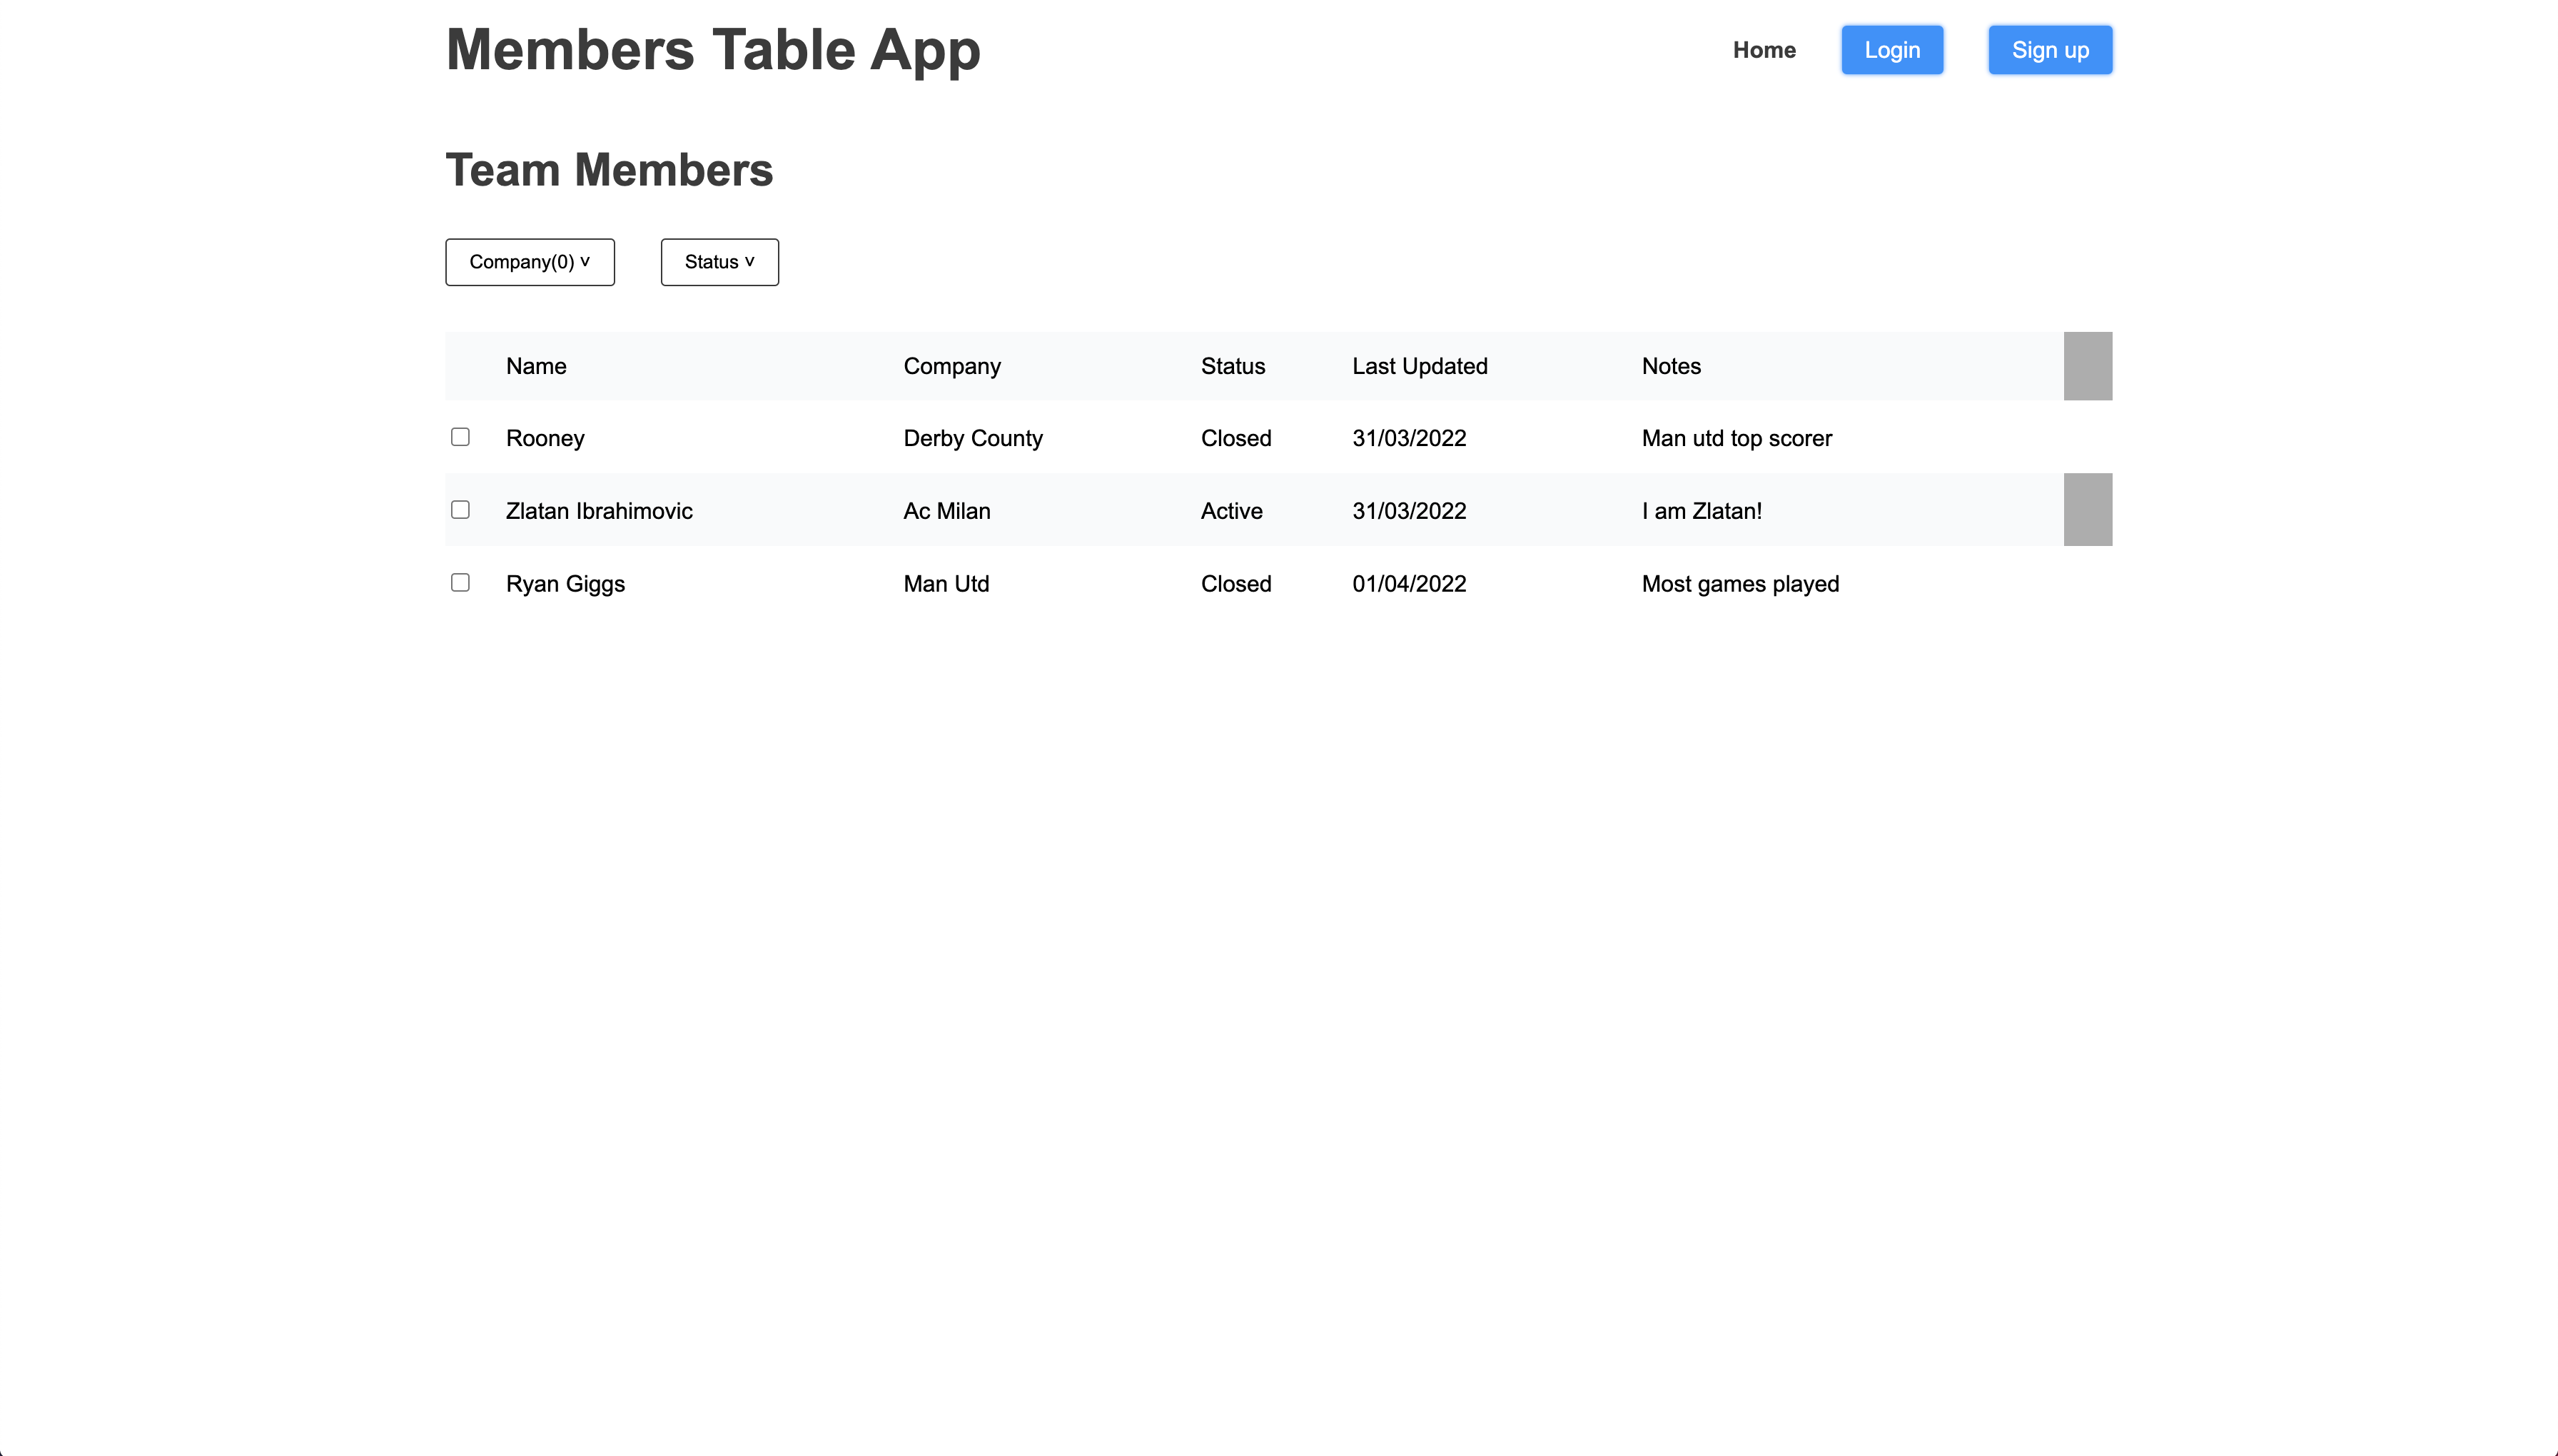 Members Table App Home Login Sign up
Team Members
Company(0) v Status v
Name Company Status Last Updated Notes
Rooney Derby County Closed 31/03/2022 Man utd top scorer
Zlatan Ibrahimovic Ac Milan Active 31/03/2022 I am Zlatan!
Ryan Giggs Man Utd Closed 01/04/2022 Most games played